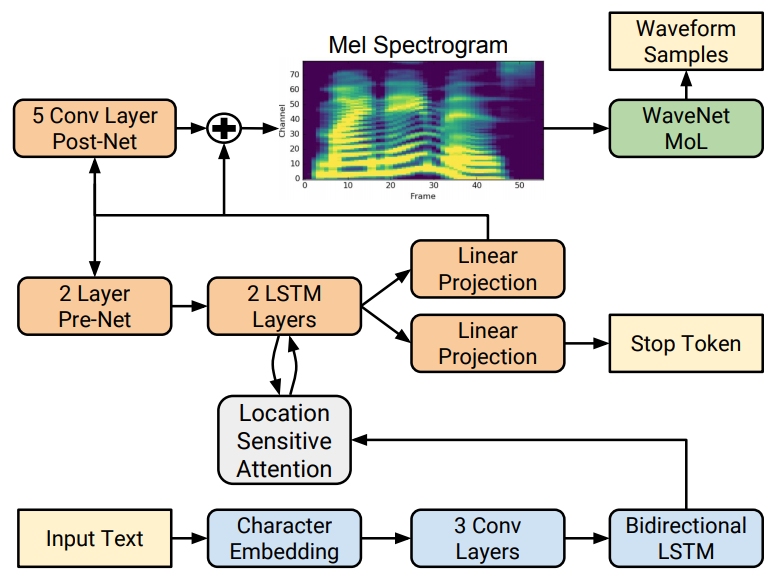 Waveform
Samples
Mel Spectrogram
5 Conv Layer
Post-Net
WaveNet
MoL
Channel
70
60
50
40
30
20
10
0
0 10 20 30 40 50
Frame
Linear
Projection
2 Layer
Pre-Net
2 LSTM
Layers
Linear
Projection
Stop Token
Location
Sensitive
Attention
Input Text
Character
Embedding
3 Conv
Layers
Bidirectional
LSTM